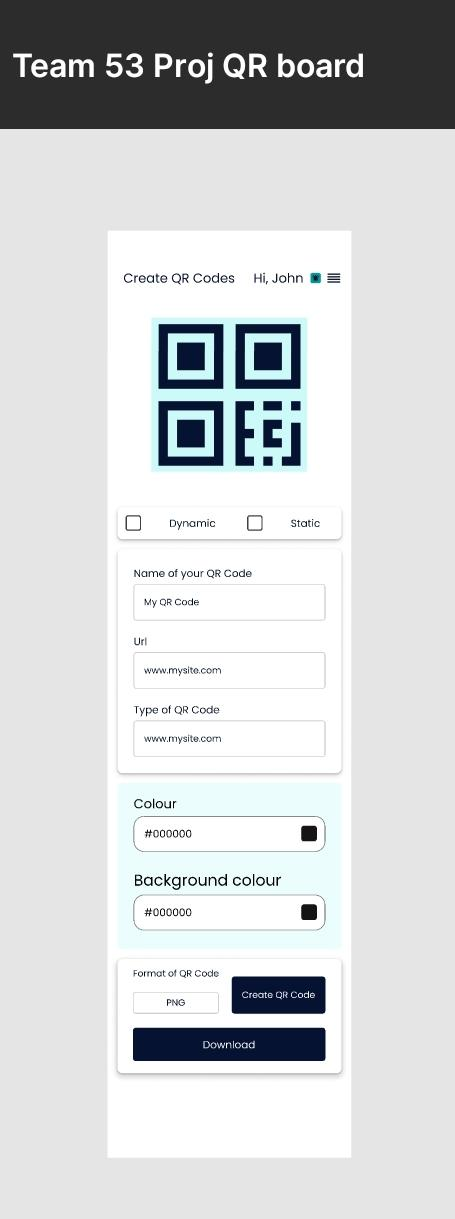 Team 53 Proj QR board
Create QR Codes Hi, John
Dynamic Static
Name of your QR Code
My QR Code
Url
www.mysite.com
Type of QR Code
www.mysite.com
Colour
#000000
Background colour
#000000
Format of QR Code
PNG Create QR Code
Download